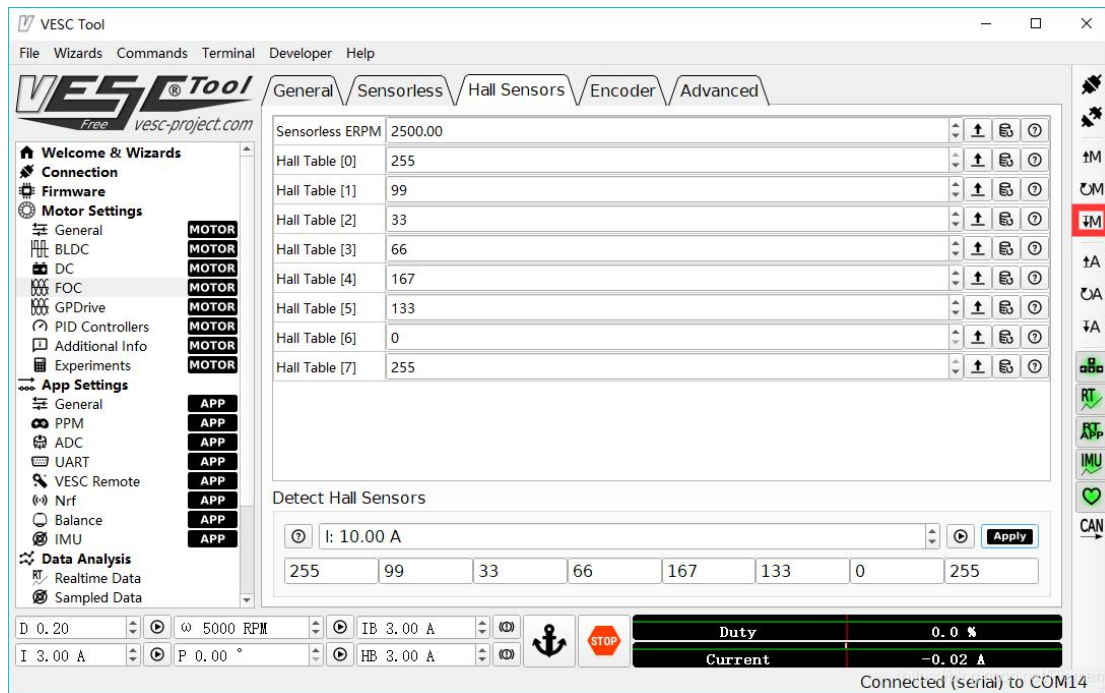 VESC Tool
File Wizards Commands Terminal Developer Help
VESC® Tool
Free vesc-project.com
General Sensorless Hall Sensors Encoder Advanced
Welcome & Wizards
Connection
Firmware
Motor Settings
General MOTOR
BLDC MOTOR
DC MOTOR
FOC MOTOR
GPDrive MOTOR
PID Controllers MOTOR
Additional Info MOTOR
Experiments MOTOR
App Settings
General APP
PPM APP
ADC APP
UART APP
VESC Remote APP
Nrf APP
Balance APP
IMU APP
Data Analysis
RT Realtime Data
Sampled Data
Sensorless ERPM 2500.00
Hall Table [0] 255
Hall Table [1] 99
Hall Table [2] 33
Hall Table [3] 66
Hall Table [4] 167
Hall Table [5] 133
Hall Table [6] 0
Hall Table [7] 255
Detect Hall Sensors
I: 10.00 A Apply
255 99 33 66 167 133 0 255
↑M
↻M
↓M
↑A
↻A
↓A
RT
RT APP
IMU
CAN
D 0.20 ω 5000 RPM IB 3.00 A
I 3.00 A P 0.00 ° HB 3.00 A
STOP
Duty 0.0 %
Current -0.02 A
Connected (serial) to COM14